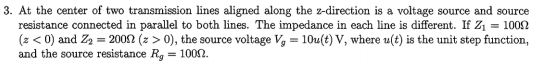 3. At the center of two transmission lines aligned along the z-direction is a voltage source and source
resistance connected in parallel to both lines. The impedance in each line is different. If Z₁ = 100Ω
(z < 0) and Z₂ = 200Ω (z > 0), the source voltage V_g = 10u(t) V, where u(t) is the unit step function,
and the source resistance R_g = 100Ω.